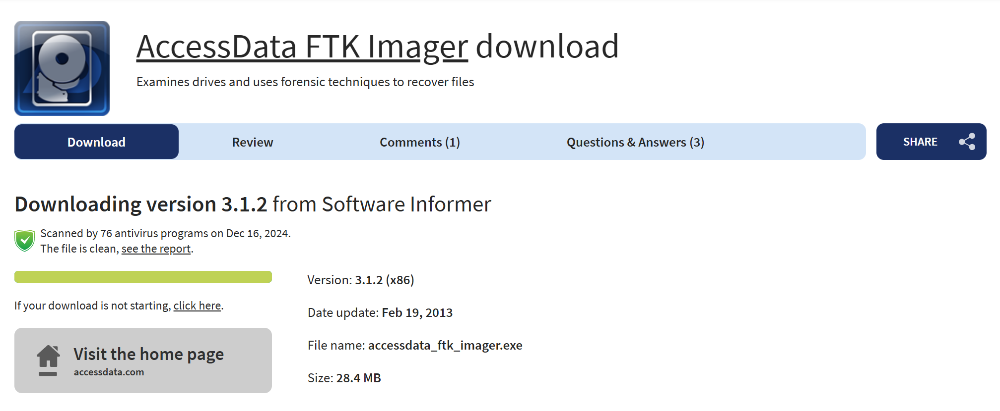 AccessData FTK Imager download
Examines drives and uses forensic techniques to recover files
Download
Review
Comments (1)
Questions & Answers (3)
SHARE
Downloading version 3.1.2 from Software Informer
Scanned by 76 antivirus programs on Dec 16, 2024.
The file is clean, see the report.
If your download is not starting, click here.
Visit the home page
accessdata.com
Version: 3.1.2 (x86)
Date update: Feb 19, 2013
File name: accessdata_ftk_imager.exe
Size: 28.4 MB